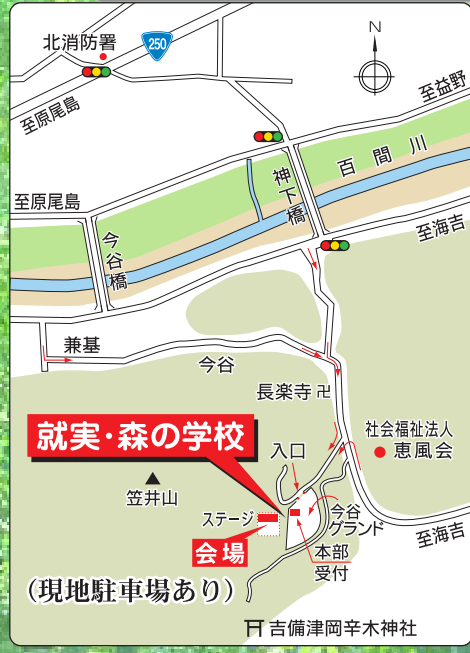 北消防署
250
N
至益野
至原尾島
百間川
神下橋
至原尾島
今谷橋
至海吉
兼基
今谷
長楽寺卍
就実・森の学校
社会福祉法人
恵風会
入口
笠井山
ステージ
今谷
グランド
会場
本部
受付
至海吉
(現地駐車場あり)
吉備津岡辛木神社